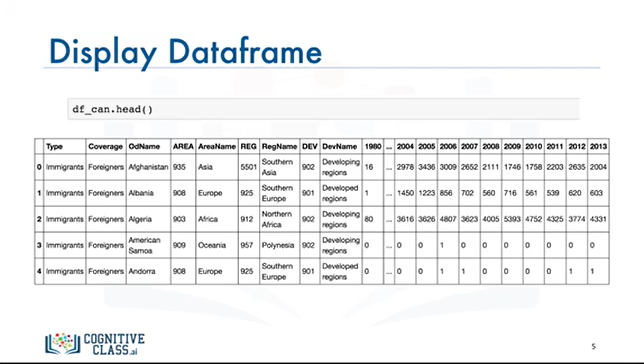 Display Dataframe
df_can.head()
Type Coverage OdName AREA AreaName REG RegName DEV DevName 1980 ... 2004 2005 2006 2007 2008 2009 2010 2011 2012 2013
0 Immigrants Foreigners Afghanistan 935 Asia 5501 Southern Asia 902 Developing regions 16 ... 2978 3436 3009 2652 2111 1746 1758 2203 2635 2004
1 Immigrants Foreigners Albania 908 Europe 925 Southern Europe 901 Developed regions 1 ... 1450 1223 856 702 560 716 561 539 620 603
2 Immigrants Foreigners Algeria 903 Africa 912 Northern Africa 902 Developing regions 80 ... 3616 3626 4807 3623 4005 5393 4752 4325 3774 4331
3 Immigrants Foreigners American Samoa 909 Oceania 957 Polynesia 902 Developing regions 0 ... 0 0 1 0 0 0 0 0 0 0
4 Immigrants Foreigners Andorra 908 Europe 925 Southern Europe 901 Developed regions 0 ... 0 0 1 1 0 0 0 0 1 1
COGNITIVE
CLASS.ai
5